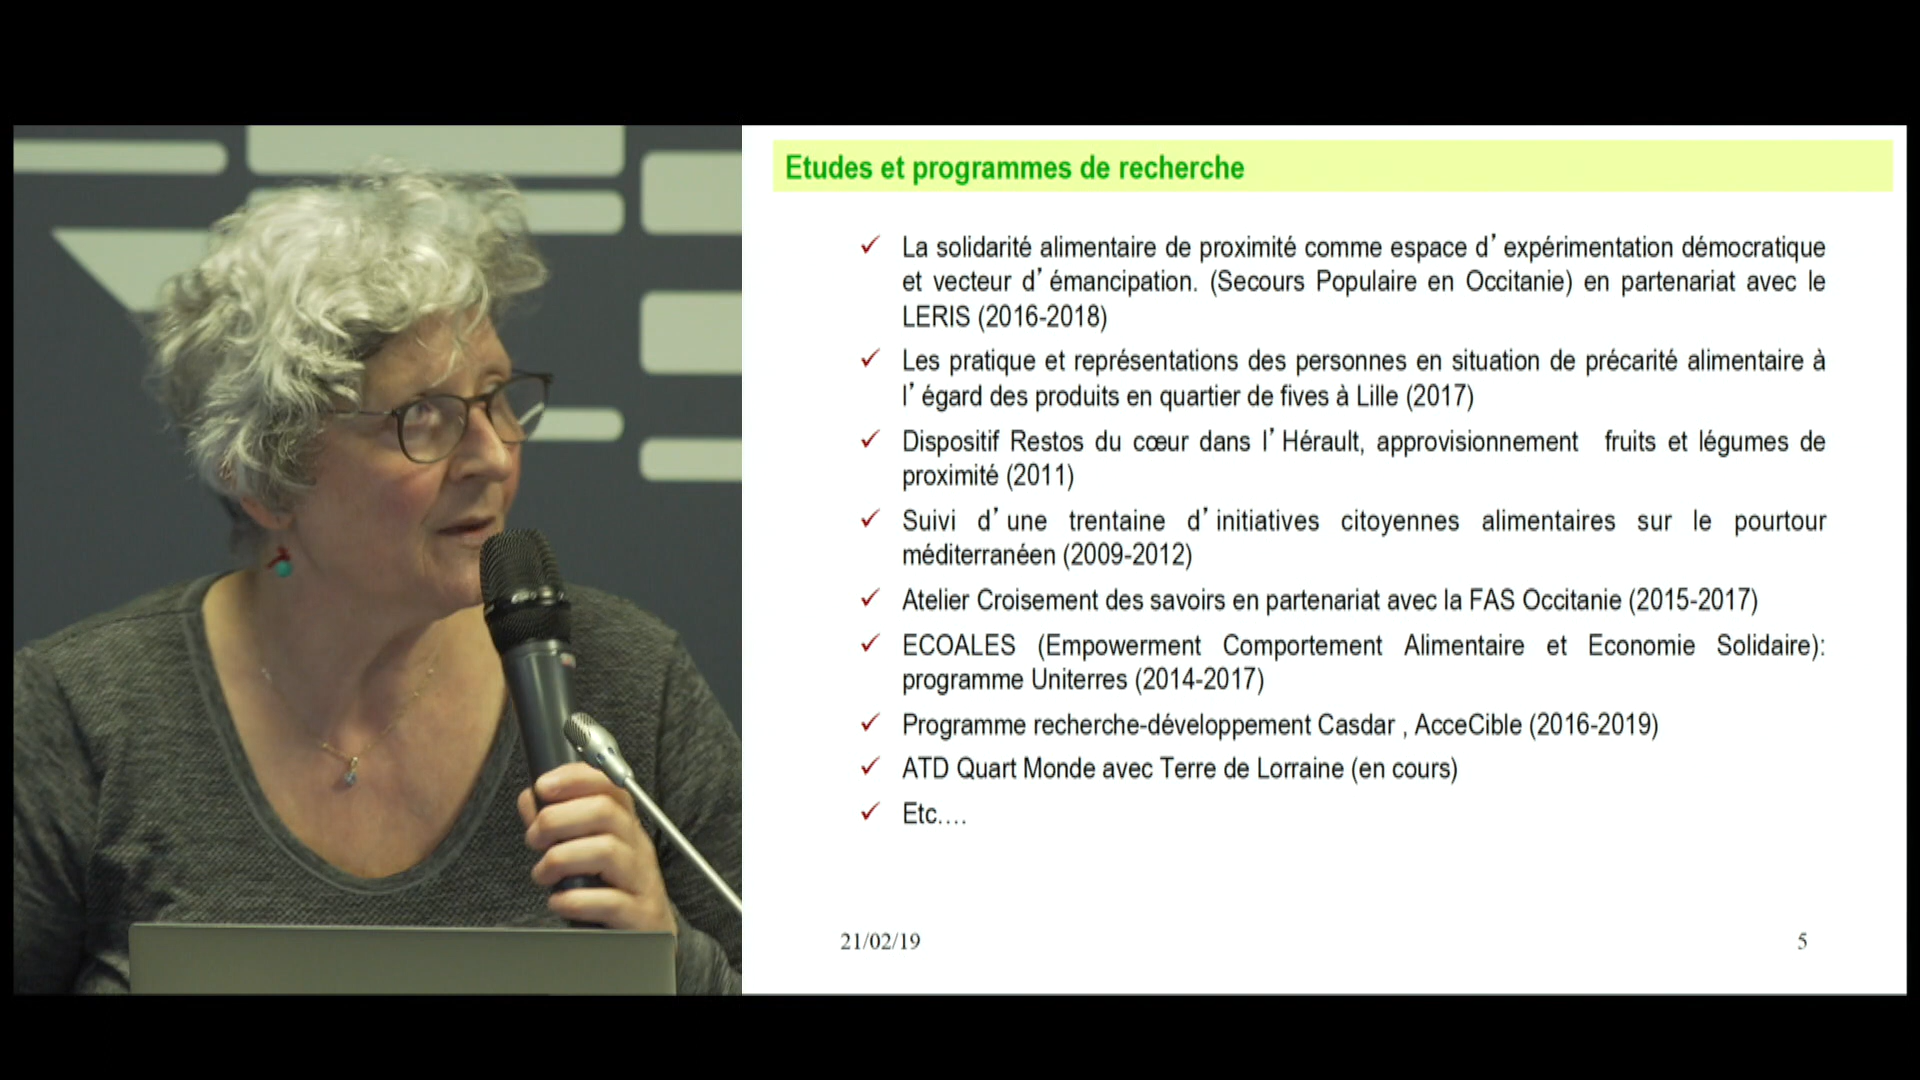 Etudes et programmes de recherche
✓ La solidarité alimentaire de proximité comme espace d’expérimentation démocratique
et vecteur d’émancipation. (Secours Populaire en Occitanie) en partenariat avec le
LERIS (2016-2018)
✓ Les pratique et représentations des personnes en situation de précarité alimentaire à
l’égard des produits en quartier de fives à Lille (2017)
✓ Dispositif Restos du cœur dans l’Hérault, approvisionnement fruits et légumes de
proximité (2011)
✓ Suivi d’une trentaine d’initiatives citoyennes alimentaires sur le pourtour
méditerranéen (2009-2012)
✓ Atelier Croisement des savoirs en partenariat avec la FAS Occitanie (2015-2017)
✓ ECOALES (Empowerment Comportement Alimentaire et Economie Solidaire):
programme Uniterres (2014-2017)
✓ Programme recherche-développement Casdar , AcceCible (2016-2019)
✓ ATD Quart Monde avec Terre de Lorraine (en cours)
✓ Etc....
21/02/19
5